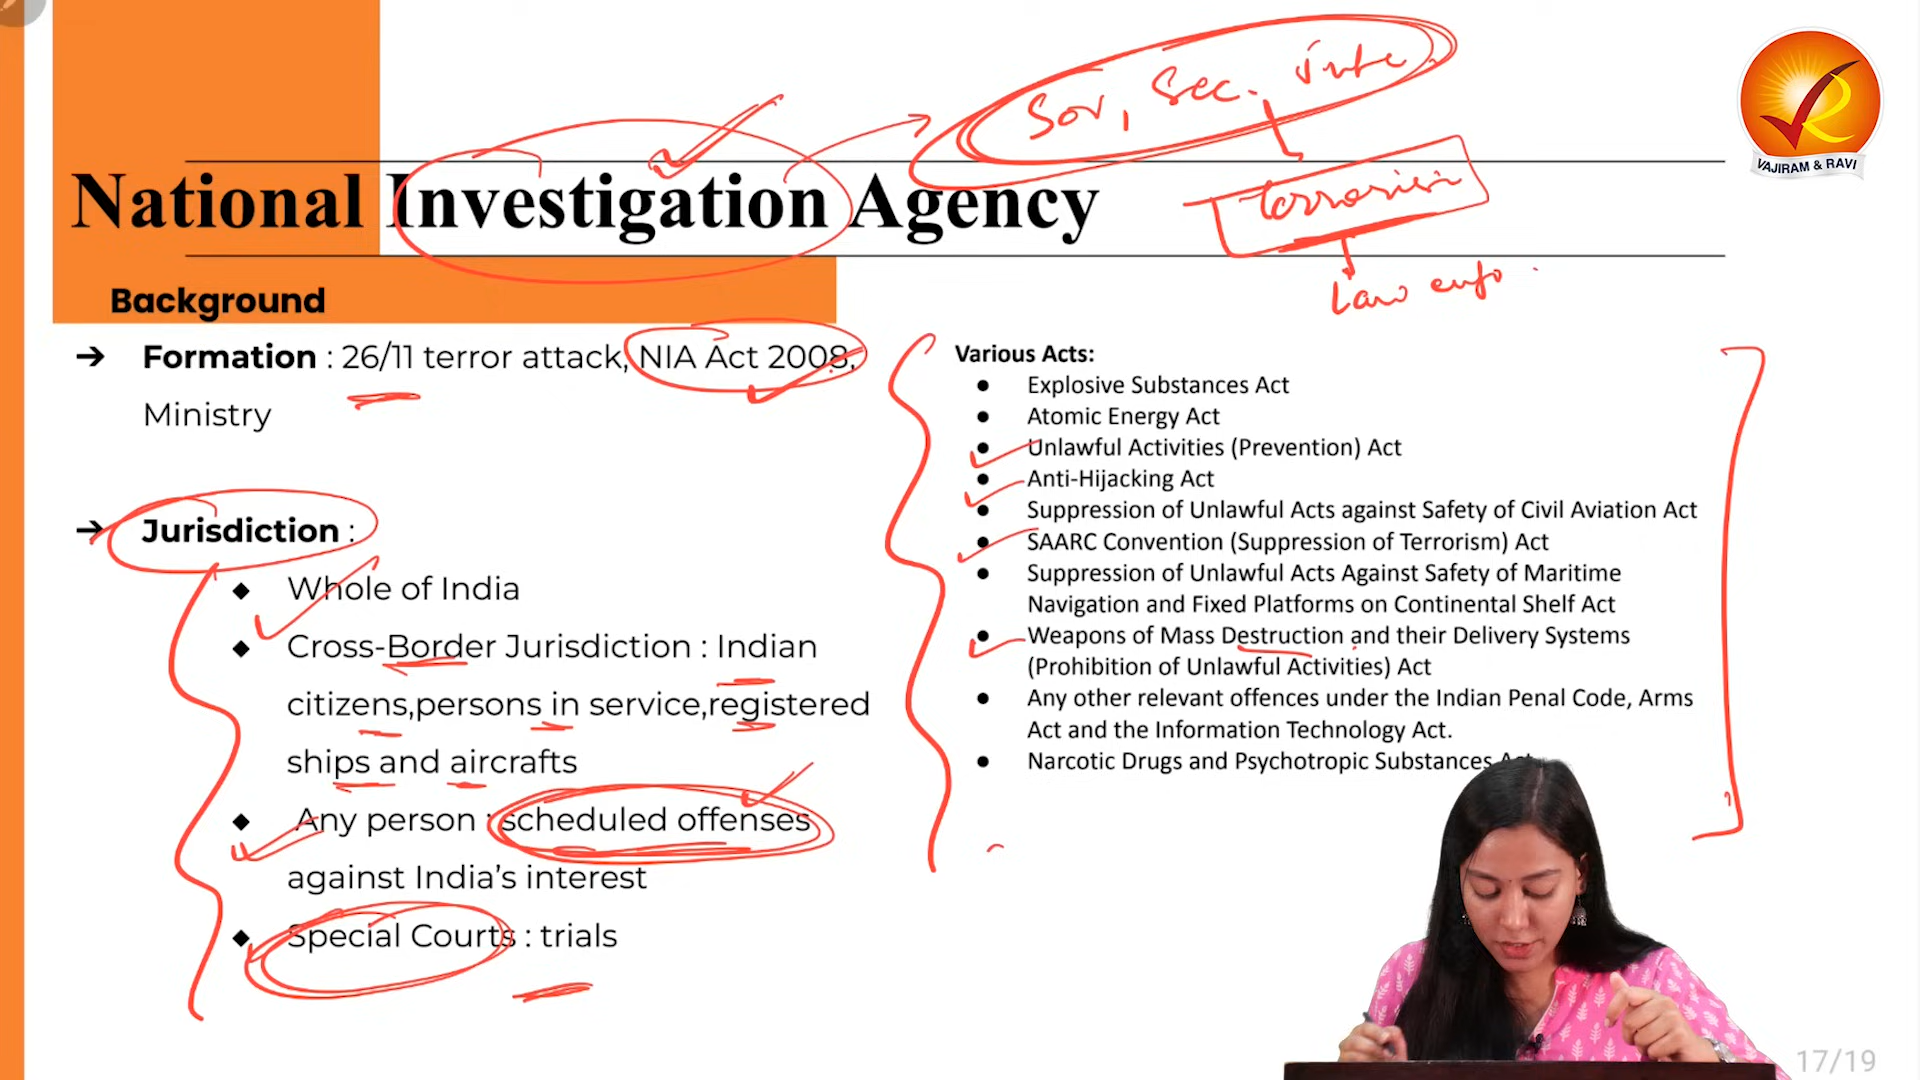 Sov, Sec.
VAJIRAM & RAVI
National Investigation Agency
Law enfo
Background
➔ Formation : 26/11 terror attack, NIA Act 2008,
Ministry
➔ Jurisdiction :
◆ Whole of India
◆ Cross-Border Jurisdiction : Indian
citizens,persons in service,registered
ships and aircrafts
◆ Any person : scheduled offenses
against India’s interest
◆ Special Courts : trials
Various Acts:
● Explosive Substances Act
● Atomic Energy Act
● Unlawful Activities (Prevention) Act
● Anti-Hijacking Act
● Suppression of Unlawful Acts against Safety of Civil Aviation Act
● SAARC Convention (Suppression of Terrorism) Act
● Suppression of Unlawful Acts Against Safety of Maritime
Navigation and Fixed Platforms on Continental Shelf Act
● Weapons of Mass Destruction and their Delivery Systems
(Prohibition of Unlawful Activities) Act
● Any other relevant offences under the Indian Penal Code, Arms
Act and the Information Technology Act.
● Narcotic Drugs and Psychotropic Substances Act
17/19